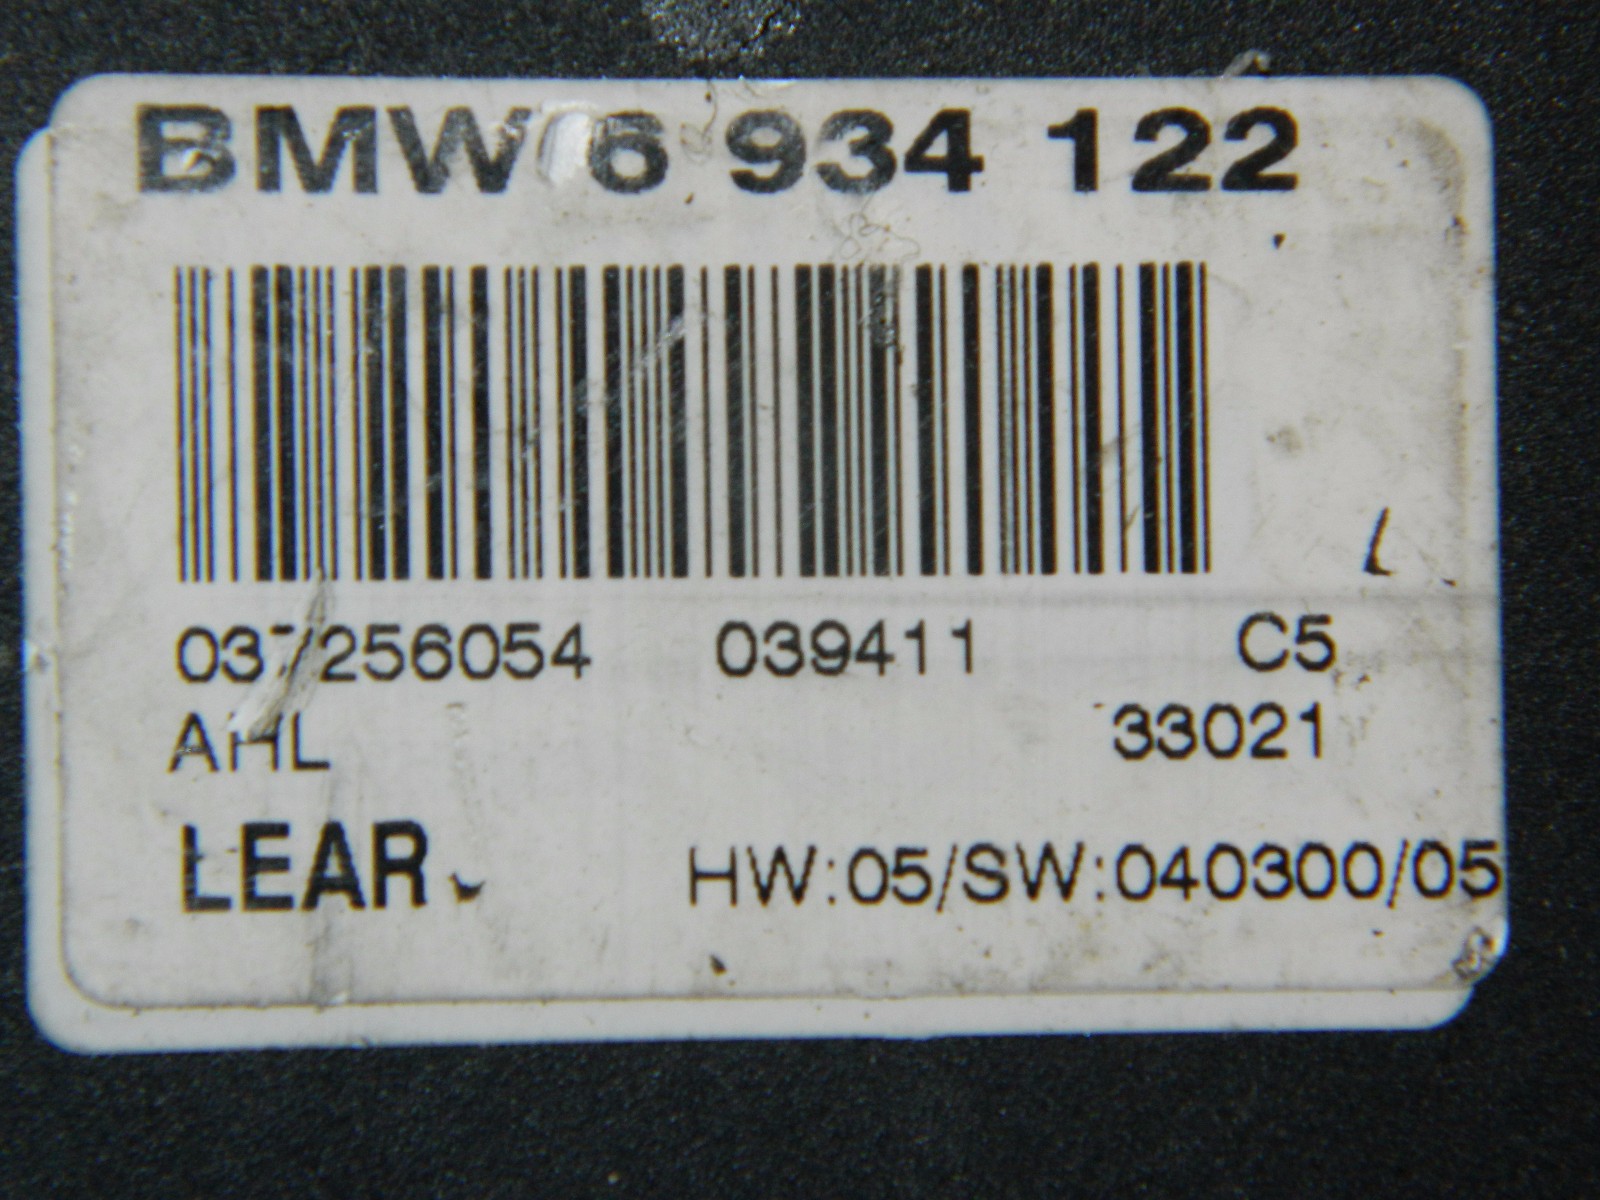 BMW 6 934 122
037256054 039411 C5
AHL 33021
LEAR HW:05/SW:040300/05